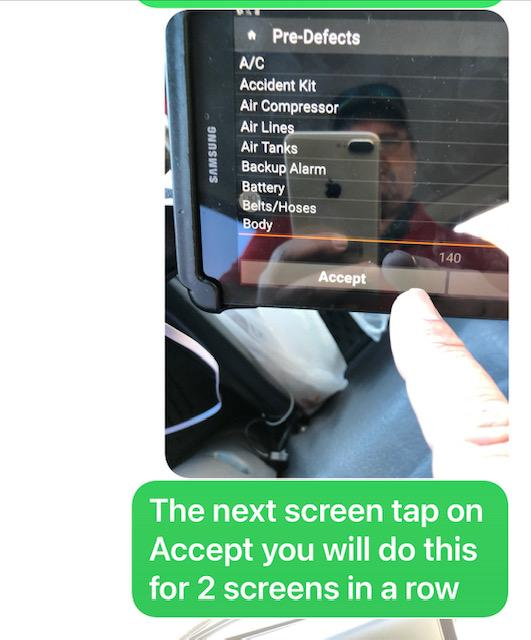 Pre-Defects
A/C
Accident Kit
Air Compressor
Air Lines
Air Tanks
Backup Alarm
Battery
Belts/Hoses
Body
140
Accept
SAMSUNG
The next screen tap on
Accept you will do this
for 2 screens in a row